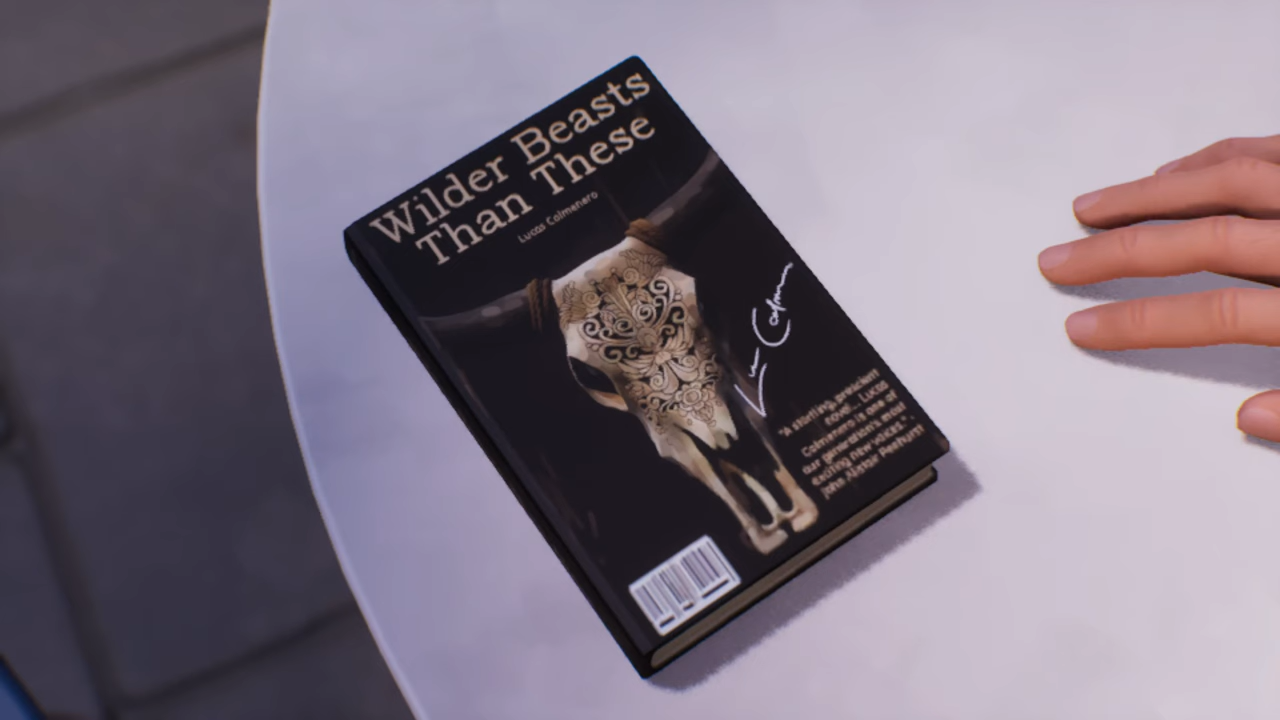 Wilder Beasts
Than These
Lucas Colmenero
"A startling, prescient
novel... Lucas
Colmenero is one of
our generation's most
exciting new voices." -
John Alistair Penhurst